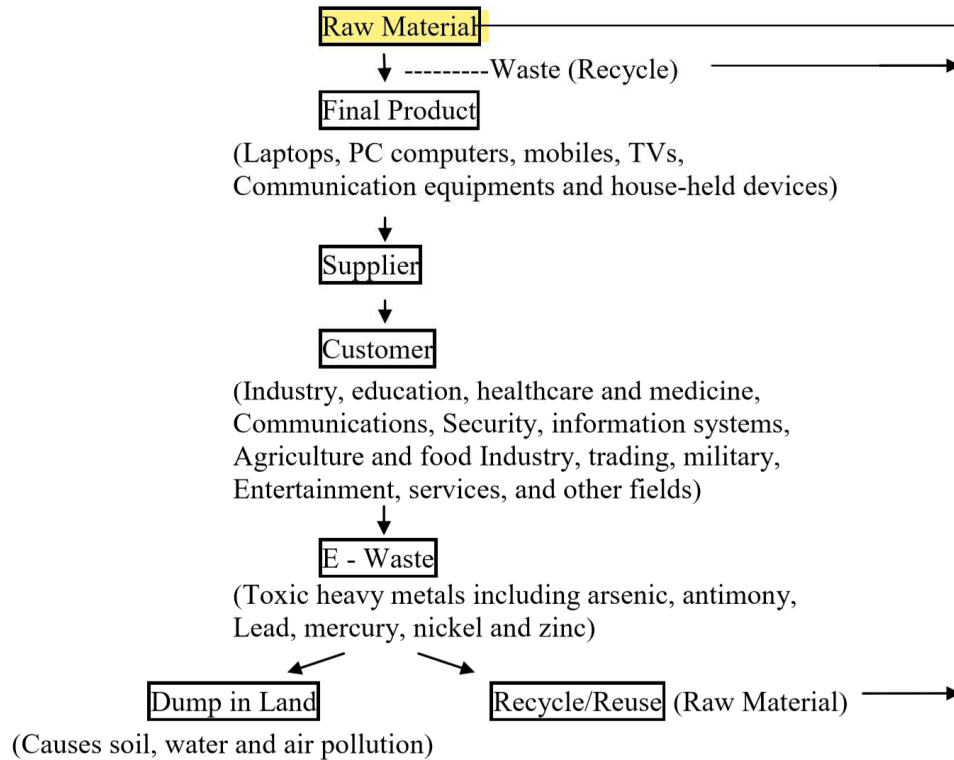 Raw Material
Waste (Recycle)
Final Product
(Laptops, PC computers, mobiles, TVs,
Communication equipments and house-held devices)
Supplier
Customer
(Industry, education, healthcare and medicine,
Communications, Security, information systems,
Agriculture and food Industry, trading, military,
Entertainment, services, and other fields)
E - Waste
(Toxic heavy metals including arsenic, antimony,
Lead, mercury, nickel and zinc)
Dump in Land
Recycle/Reuse (Raw Material)
(Causes soil, water and air pollution)